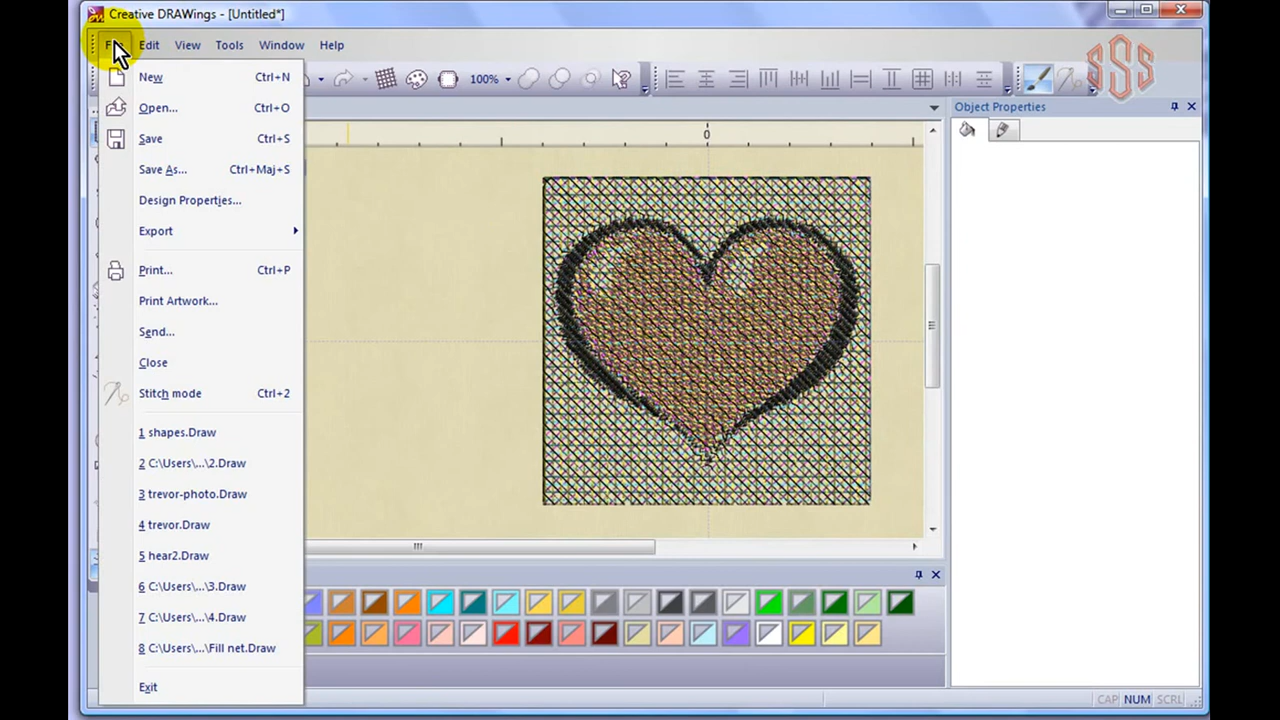 Creative DRAWings - [Untitled*]
Edit View Tools Window Help
SSS
100%
New Ctrl+N
Open... Ctrl+O
Save Ctrl+S
Save As... Ctrl+Maj+S
Design Properties...
Export
Print... Ctrl+P
Print Artwork...
Send...
Close
Stitch mode Ctrl+2
1 shapes.Draw
2 C:\Users\...\2.Draw
3 trevor-photo.Draw
4 trevor.Draw
5 hear2.Draw
6 C:\Users\...\3.Draw
7 C:\Users\...\4.Draw
8 C:\Users\...\Fill net.Draw
Exit
Object Properties
0
CAP NUM SCRL